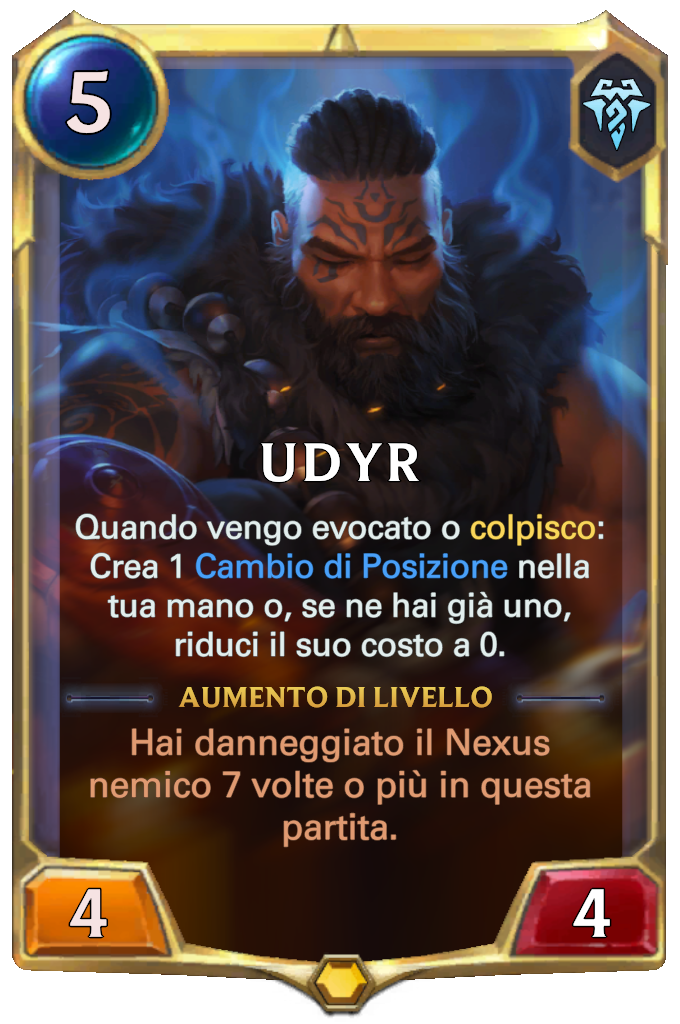 5
UDYR
Quando vengo evocato o colpisco:
Crea 1 Cambio di Posizione nella
tua mano o, se ne hai già uno,
riduci il suo costo a 0.
AUMENTO DI LIVELLO
Hai danneggiato il Nexus
nemico 7 volte o più in questa
partita.
4
4